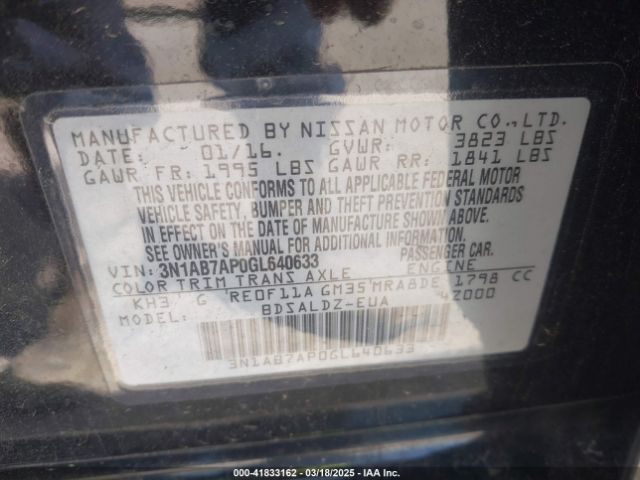 MANUFACTURED BY NISSAN MOTOR CO., LTD.
DATE: 01/16. GVWR: 3823 LBS
GAWR FR: 1995 LBS GAWR RR: 1841 LBS
THIS VEHICLE CONFORMS TO ALL APPLICABLE FEDERAL MOTOR
VEHICLE SAFETY, BUMPER AND THEFT PREVENTION STANDARDS
IN EFFECT ON THE DATE OF MANUFACTURE SHOWN ABOVE.
SEE OWNER'S MANUAL FOR ADDITIONAL INFORMATION.
VIN: 3N1AB7AP0GL640633 PASSENGER CAR.
COLOR TRIM TRANS AXLE ENGINE
KH3 G RE0F11A GM35 MRA8DE 1798 CC
MODEL: BDSALDZ-EUA 4Z000
3N1AB7AP0GL640633
000-41833162 - 03/18/2025 - IAA Inc.